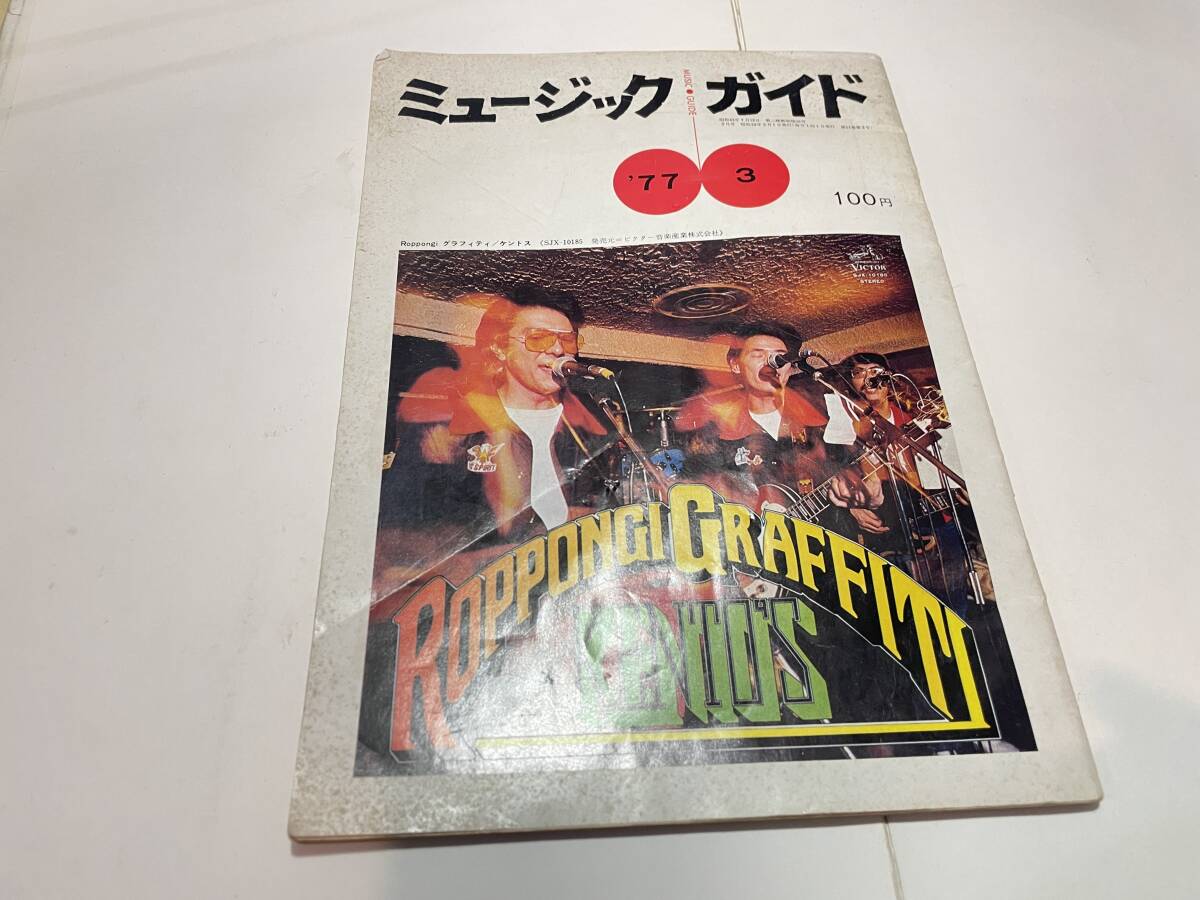 ミュージック ガイド
MUSIC ● GUIDE
'77 3
100円
Roppongi グラフィティ／ケントス 《SJX-10185 発売元＝ビクター音楽産業株式会社》
VICTOR
SJX-10185
STEREO
ROPPONGI GRAFFITI
KENTO'S